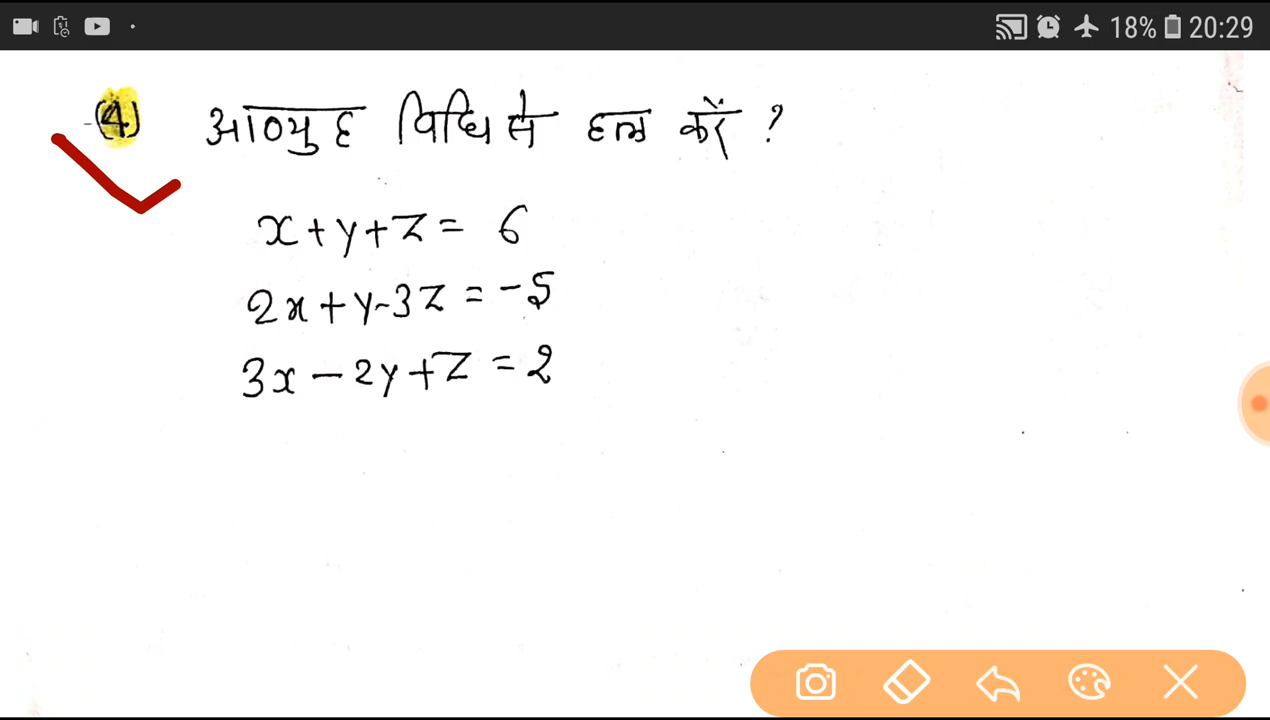 18% 20:29
(4) आव्युह विधि से हल करें ?
x + y + z = 6
2x + y - 3z = -5
3x - 2y + z = 2